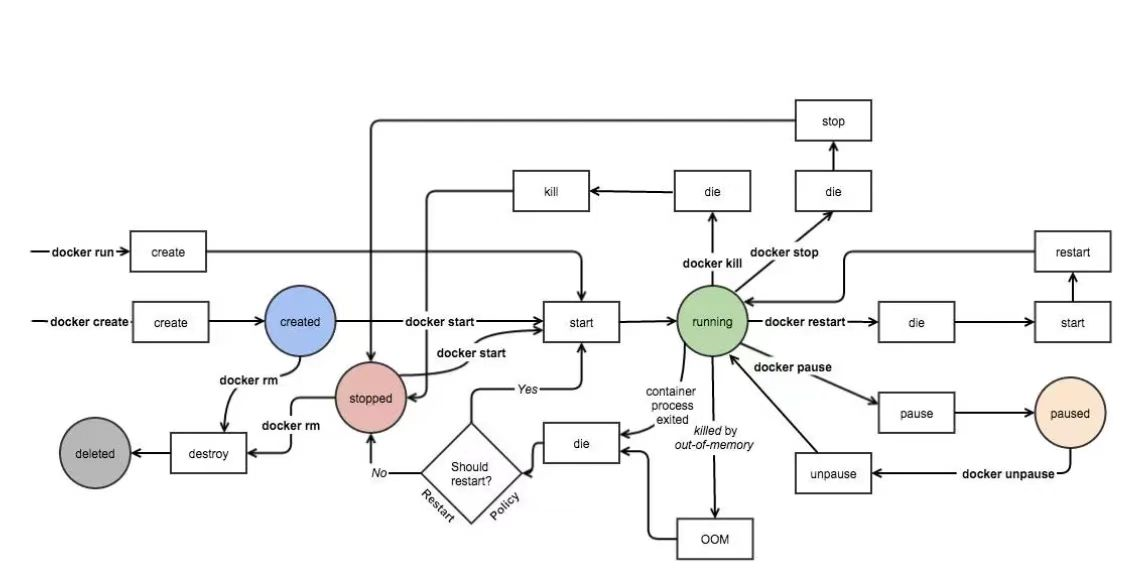 stop
kill
die
die
docker run
create
docker kill
docker stop
restart
docker create
create
created
docker start
start
running
docker restart
die
start
docker start
docker pause
docker rm
stopped
Yes
container
process
exited
pause
paused
docker rm
killed by
out-of-memory
deleted
destroy
No
Should
restart?
die
unpause
docker unpause
Restart
Policy
OOM